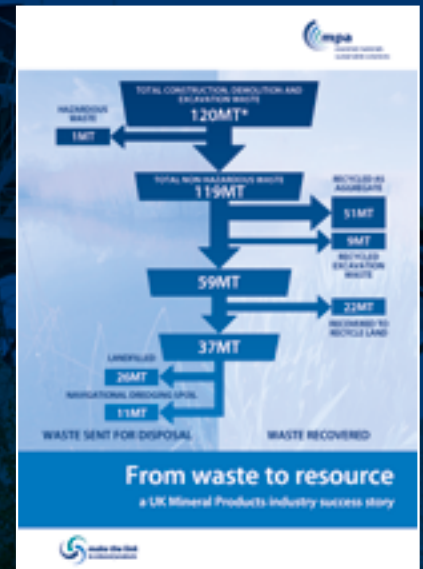 mpa
TOTAL CONSTRUCTION, DEMOLITION AND
EXCAVATION WASTE
120MT*
HAZARDOUS
WASTE
1MT
TOTAL NON HAZARDOUS WASTE
119MT
RECYCLED AS
AGGREGATE
51MT
9MT
RECYCLED
EXCAVATION
WASTE
59MT
22MT
RECOVERED TO
RECYCLE LAND
37MT
LANDFILLED
26MT
NAVIGATIONAL DREDGING SPOIL
11MT
WASTE SENT FOR DISPOSAL
WASTE RECOVERED
From waste to resource
a UK Mineral Products industry success story
make the link